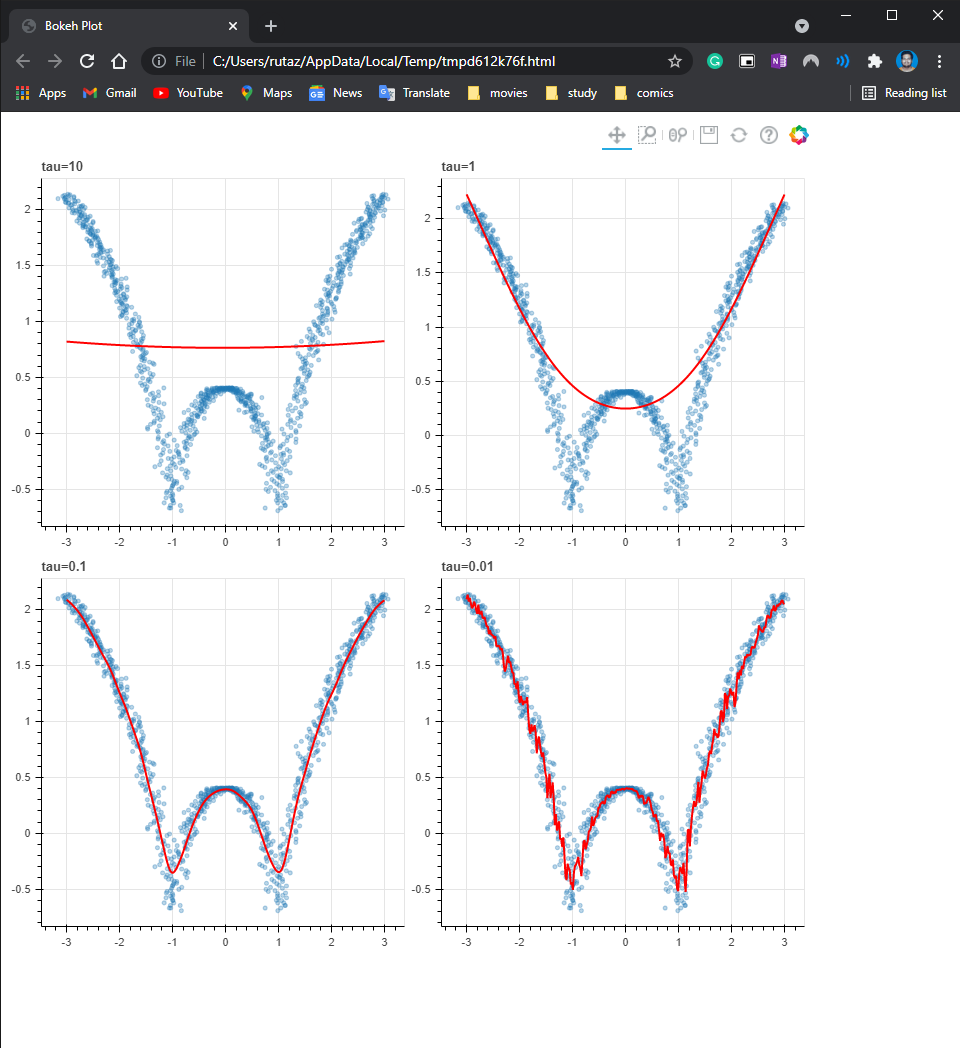 Bokeh Plot
File C:/Users/rutaz/AppData/Local/Temp/tmpd612k76f.html
Apps Gmail YouTube Maps News Translate movies study comics Reading list
tau=10
2
1.5
1
0.5
0
-0.5
-3 -2 -1 0 1 2 3
tau=1
2
1.5
1
0.5
0
-0.5
-3 -2 -1 0 1 2 3
tau=0.1
2
1.5
1
0.5
0
-0.5
-3 -2 -1 0 1 2 3
tau=0.01
2
1.5
1
0.5
0
-0.5
-3 -2 -1 0 1 2 3